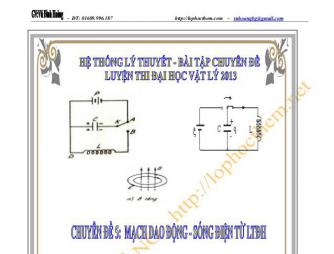 GV:Vũ Đình Hoàng - ĐT: 01689.996.187 http://lophocthem.com - vuhoangbg@gmail.com
HỆ THỐNG LÝ THUYẾT - BÀI TẬP CHUYÊN ĐỀ
LUYỆN THI ĐẠI HỌC VẬT LÝ 2013
P
C K A
B
D L
C
L
a) B tăng
http://lophocthem.net
CHUYÊN ĐỀ 5: MẠCH DAO ĐỘNG - SÓNG ĐIỆN TỪ LTĐH